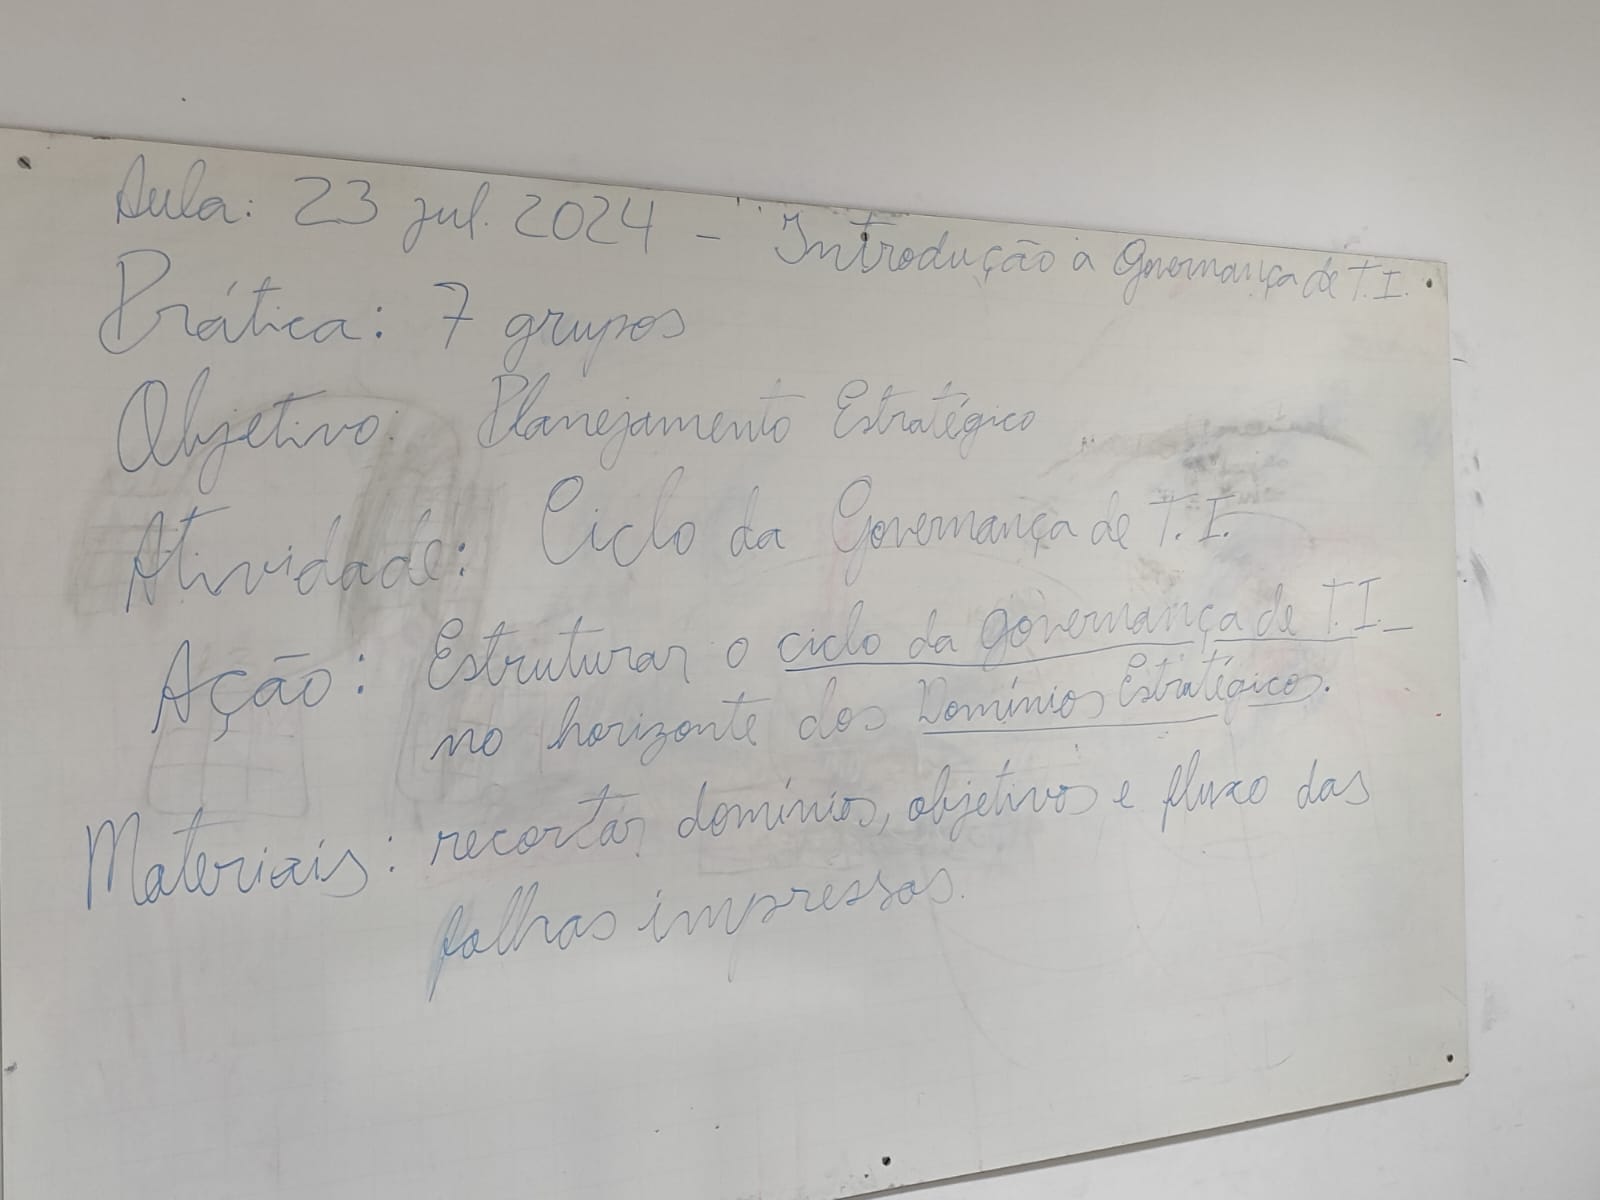 Aula: 23 jul. 2024 - "Introdução à Governança de T.I.
Prática: 7 grupos
Objetivo: Planejamento Estratégico
Atividade: Ciclo da Governança de T.I.
Ação: Estruturar o ciclo da governança de T.I.
no horizonte dos Domínios Estratégicos.
Materiais: recortar domínios, objetivos e fluxo das
folhas impressas.